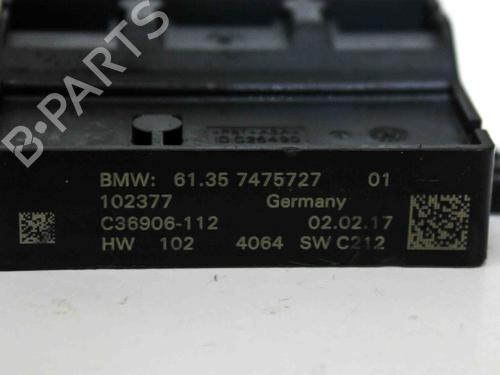 B-PARTS
BMW: 61.35 7475727 01
102377 Germany
C36906-112 02.02.17
HW 102 4064 SW C212